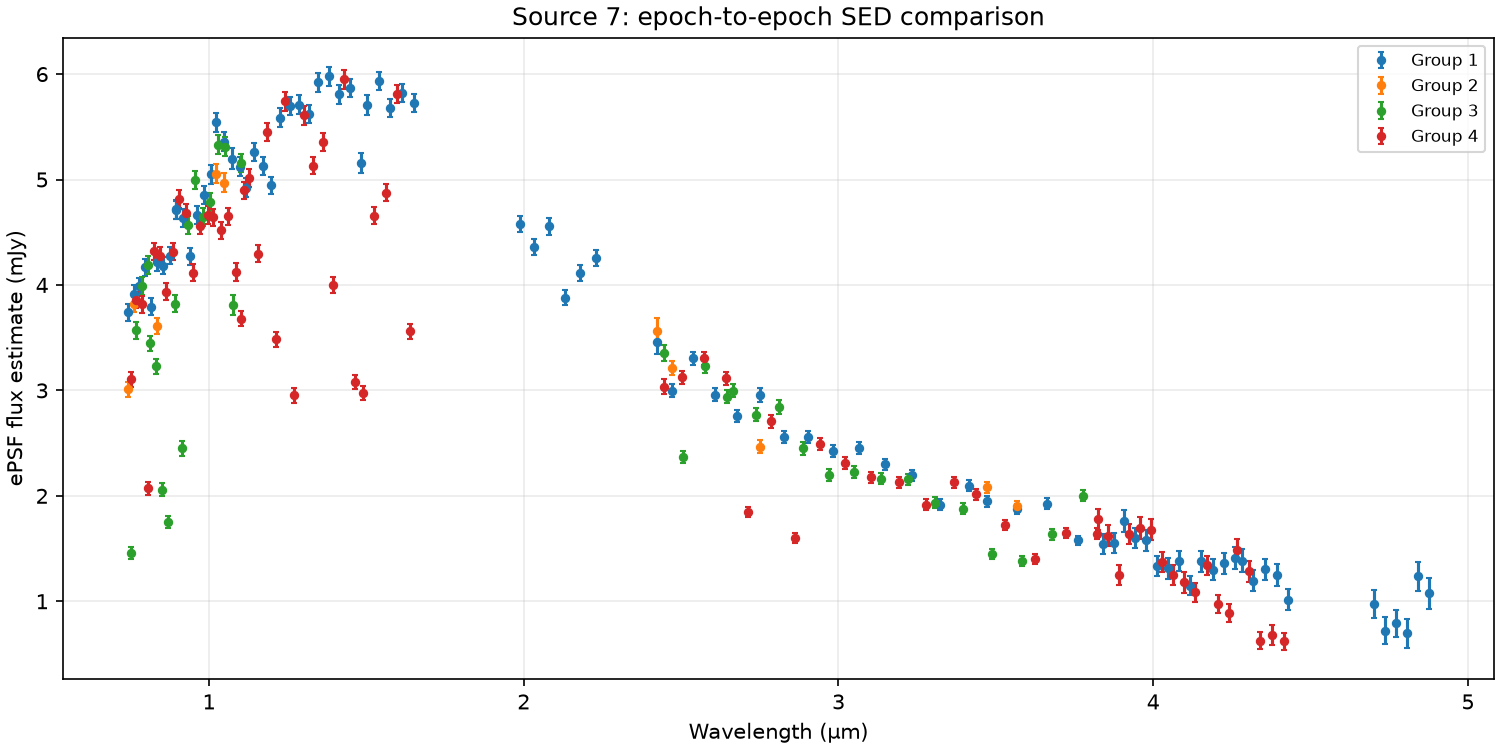 Source 7: epoch-to-epoch SED comparison
ePSF flux estimate (mJy)
6
5
4
3
2
1
Group 1
Group 2
Group 3
Group 4
1
2
3
4
5
Wavelength (μm)